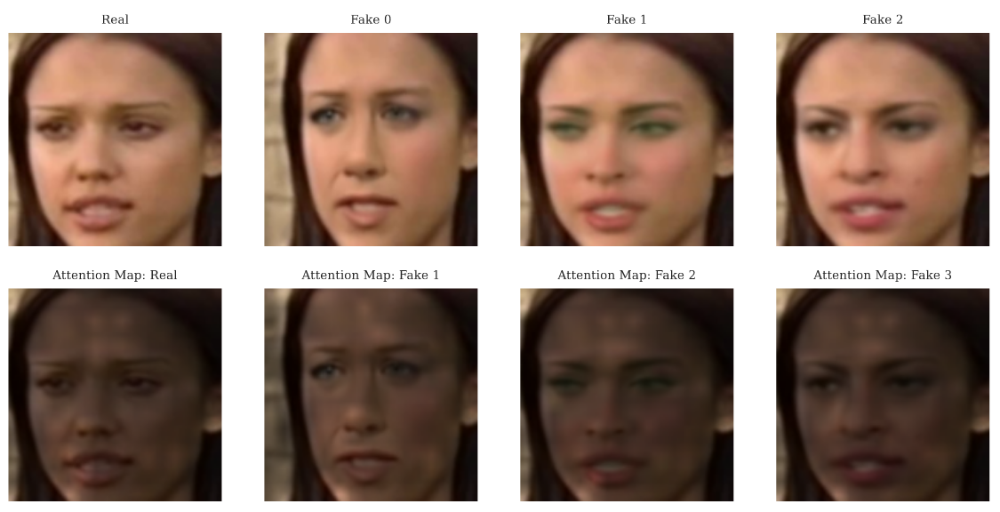 Real
Fake 0
Fake 1
Fake 2
Attention Map: Real
Attention Map: Fake 1
Attention Map: Fake 2
Attention Map: Fake 3